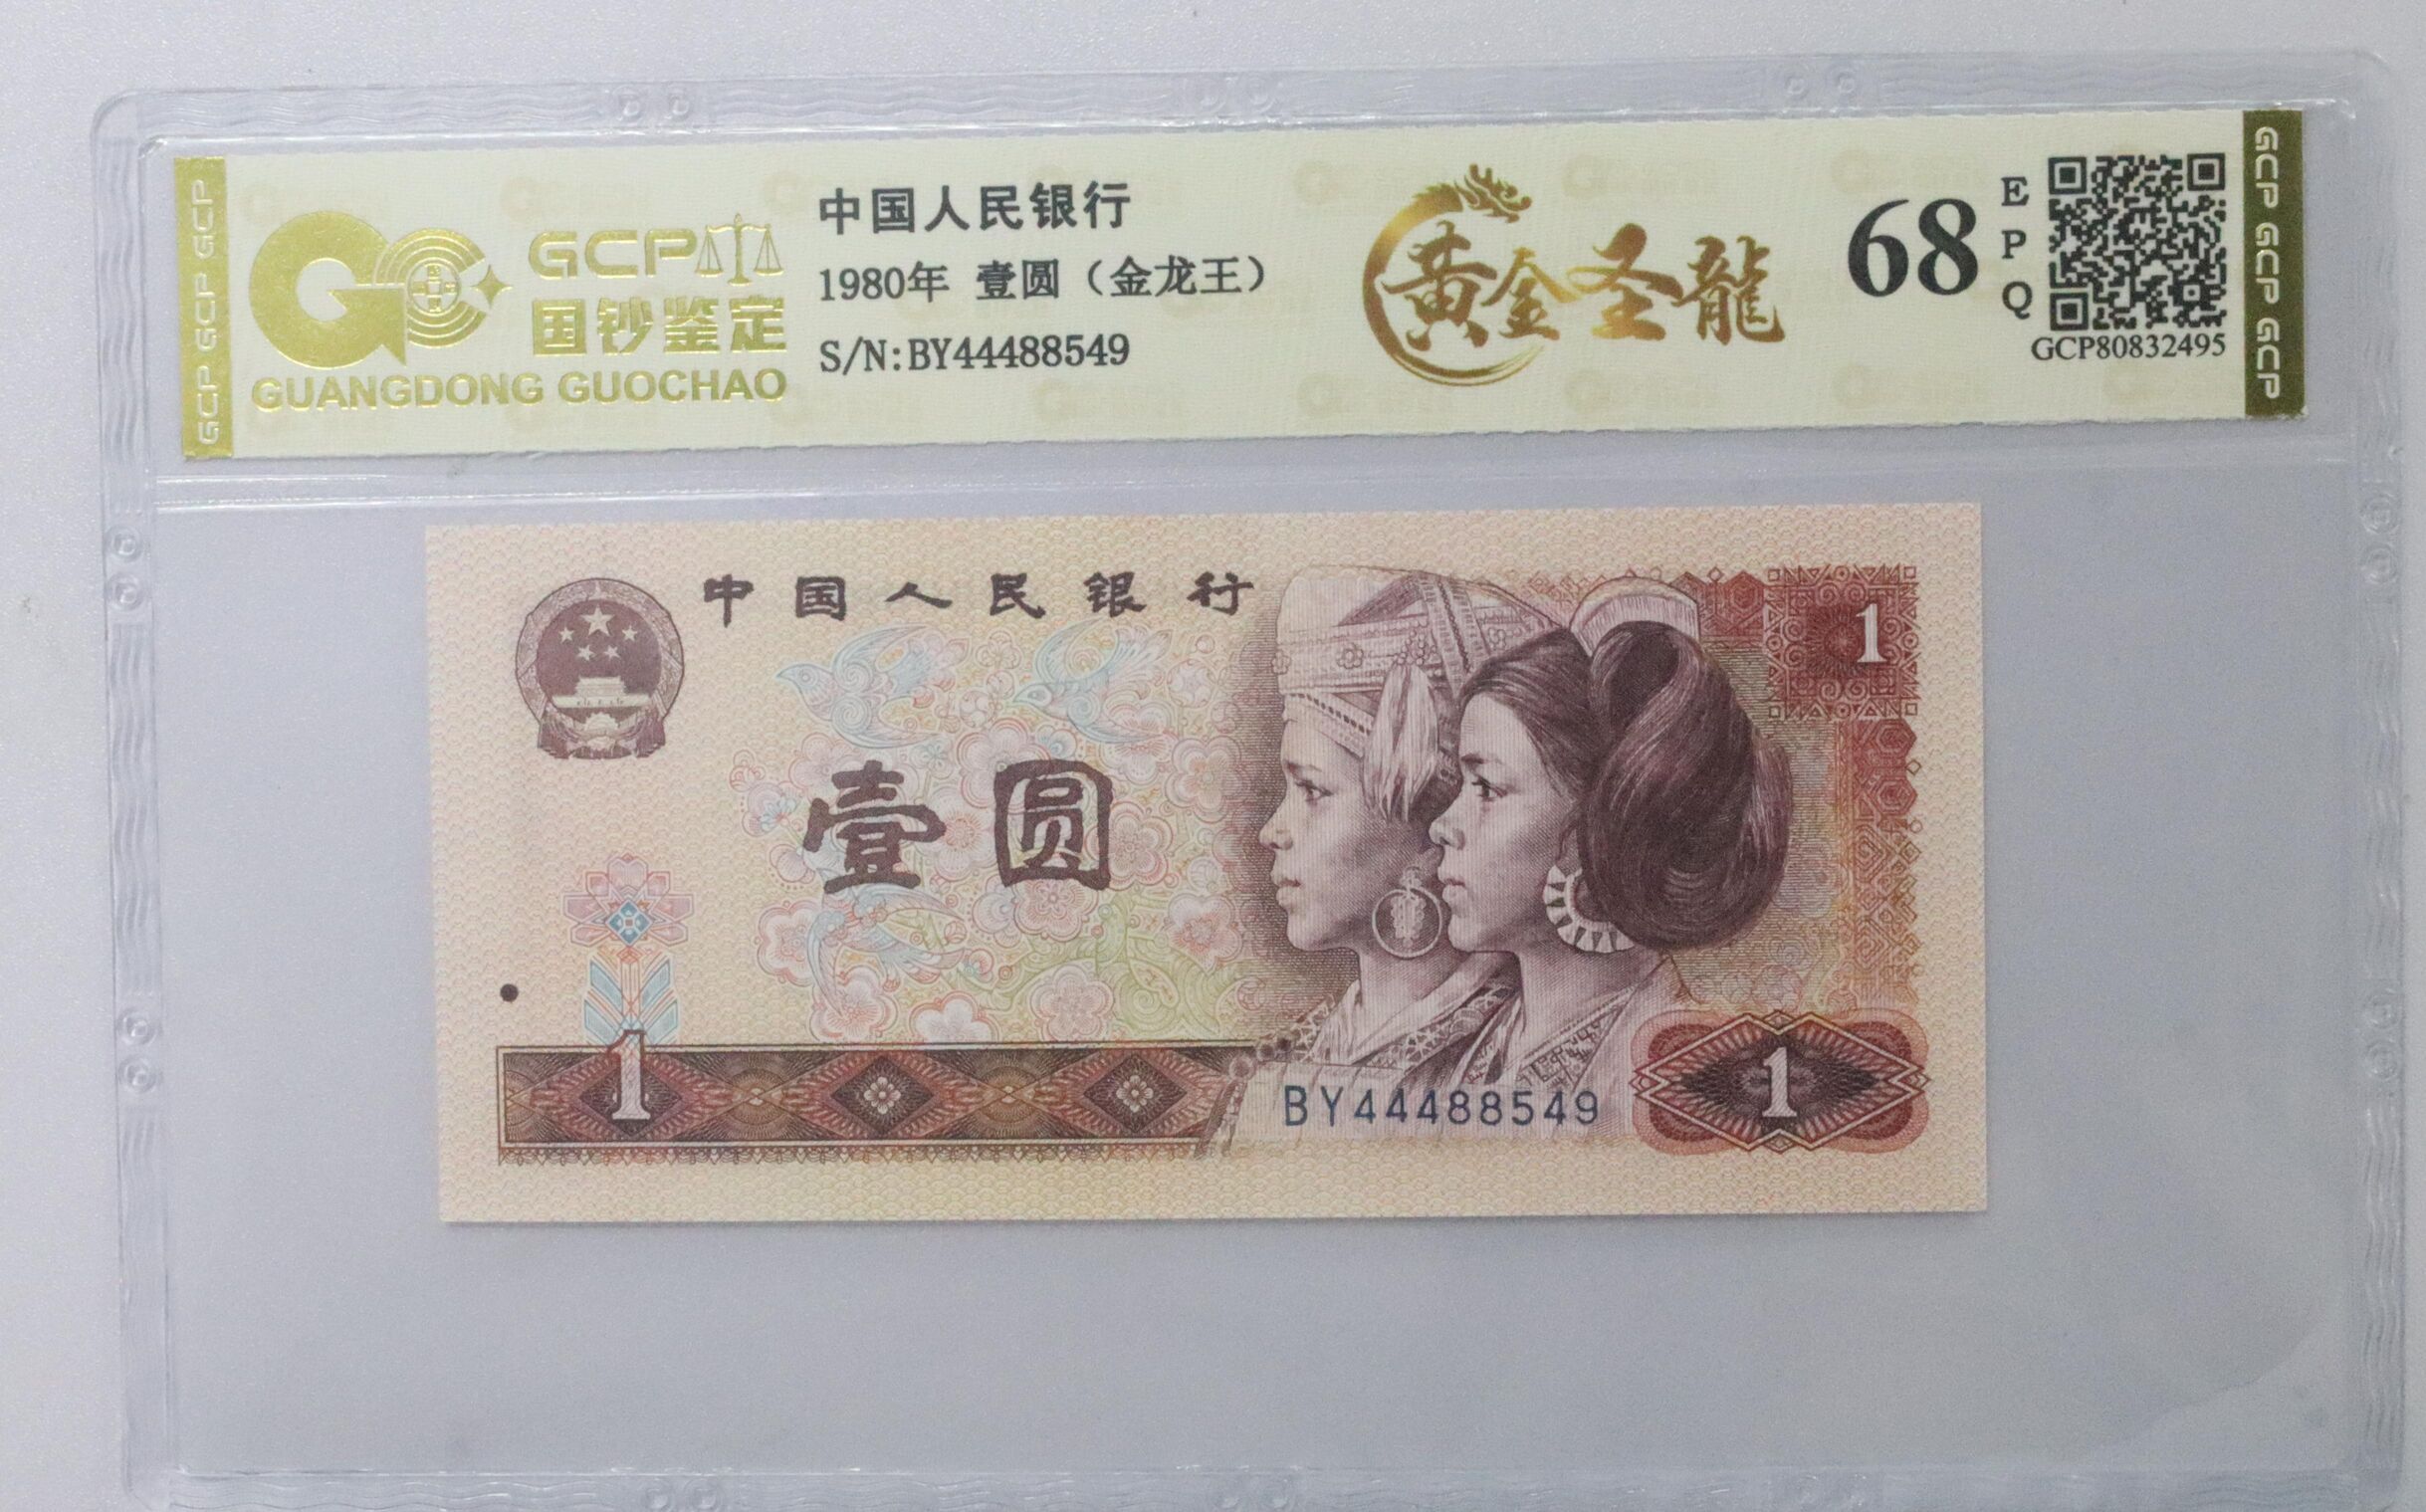 GCP GCP GCP
GCP
国钞鉴定
GUANGDONG GUOCHAO
中国人民银行
1980年 壹圆（金龙王）
S/N:BY44488549
黄金圣龍
68
E
P
Q
GCP80832495
GCP GCP GCP
中国人民银行
1
壹圆
1
BY44488549
1